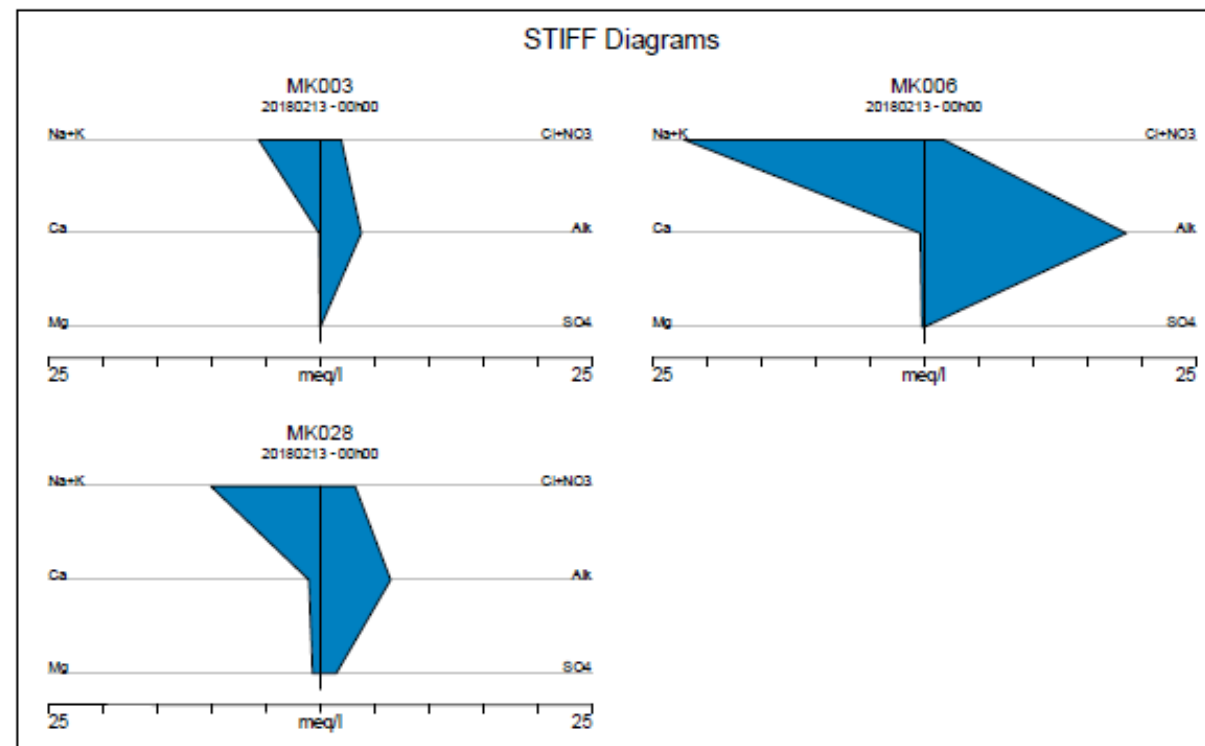 STIFF Diagrams
MK003
20180213 - 00h00
Na+K
Cl+NO3
Ca
Alk
Mg
SO4
25
meq/l
25
MK006
20180213 - 00h00
Na+K
Cl+NO3
Ca
Alk
Mg
SO4
25
meq/l
25
MK028
20180213 - 00h00
Na+K
Cl+NO3
Ca
Alk
Mg
SO4
25
meq/l
25